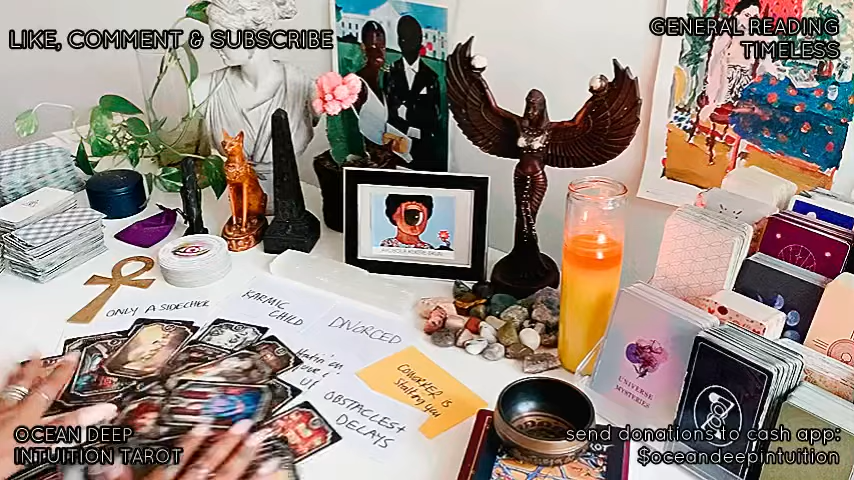 LIKE, COMMENT & SUBSCRIBE
GENERAL READING
TIMELESS
ONLY A SIDECHIC
KARMIC
CHILD
DIVORCED
COWORKER IS
Stalking you
OBSTACLES+
DELAYS
UNIVERSE
MYSTERIES
OCEAN DEEP
INTUITION TAROT
send donations to cash app:
$oceandeepintuition